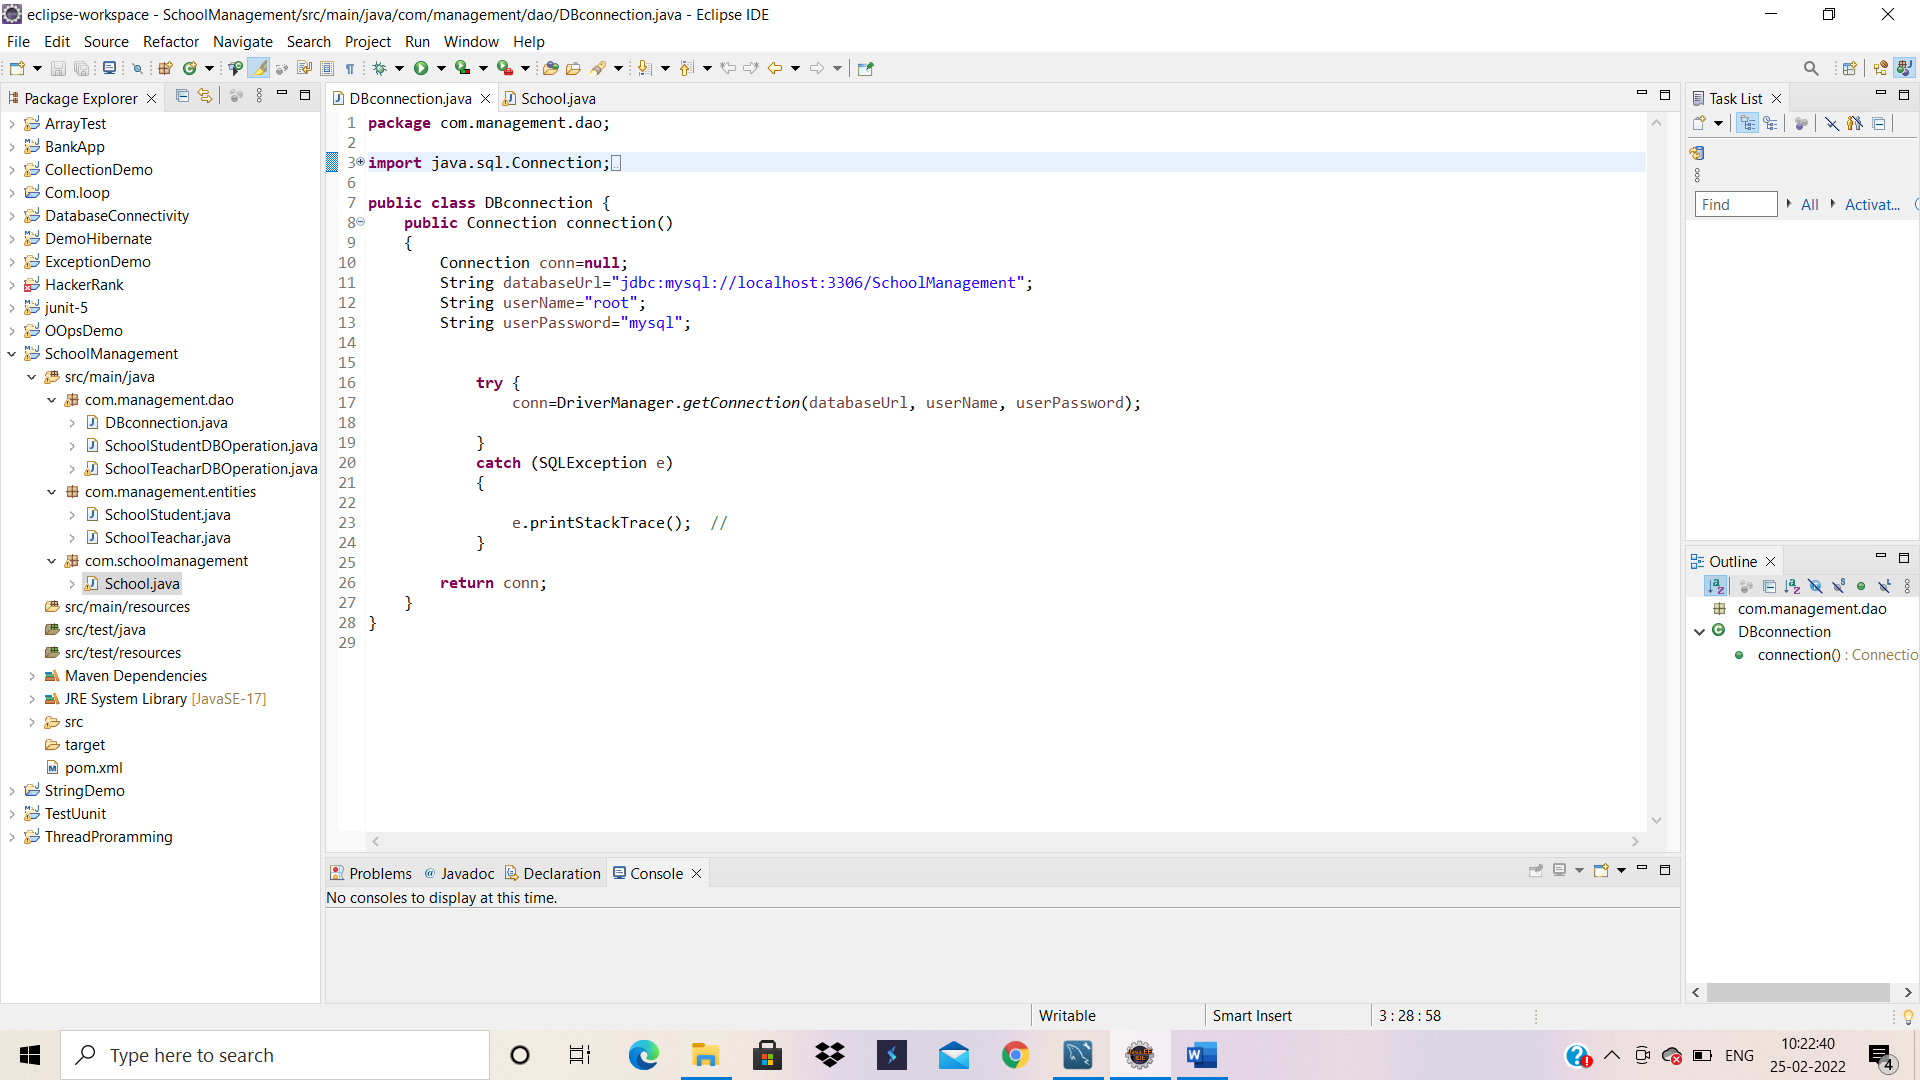 eclipse-workspace - SchoolManagement/src/main/java/com/management/dao/DBconnection.java - Eclipse IDE
File Edit Source Refactor Navigate Search Project Run Window Help
Package Explorer
ArrayTest
BankApp
CollectionDemo
Com.loop
DatabaseConnectivity
DemoHibernate
ExceptionDemo
HackerRank
junit-5
OOpsDemo
SchoolManagement
src/main/java
com.management.dao
DBconnection.java
SchoolStudentDBOperation.java
SchoolTeacharDBOperation.java
com.management.entities
SchoolStudent.java
SchoolTeachar.java
com.schoolmanagement
School.java
src/main/resources
src/test/java
src/test/resources
Maven Dependencies
JRE System Library [JavaSE-17]
src
target
pom.xml
StringDemo
TestUunit
ThreadProramming
DBconnection.java School.java
1 package com.management.dao;
2
3 import java.sql.Connection;
6
7 public class DBconnection {
8 public Connection connection()
9 {
10 Connection conn=null;
11 String databaseUrl="jdbc:mysql://localhost:3306/SchoolManagement";
12 String userName="root";
13 String userPassword="mysql";
14
15
16 try {
17 conn=DriverManager.getConnection(databaseUrl, userName, userPassword);
18
19 }
20 catch (SQLException e)
21 {
22
23 e.printStackTrace(); //
24 }
25
26 return conn;
27 }
28 }
29
Problems Javadoc Declaration Console
No consoles to display at this time.
Task List
Find All Activat...
Outline
com.management.dao
DBconnection
connection() : Connectio
Writable Smart Insert 3 : 28 : 58
Type here to search
ENG
10:22:40
25-02-2022
4